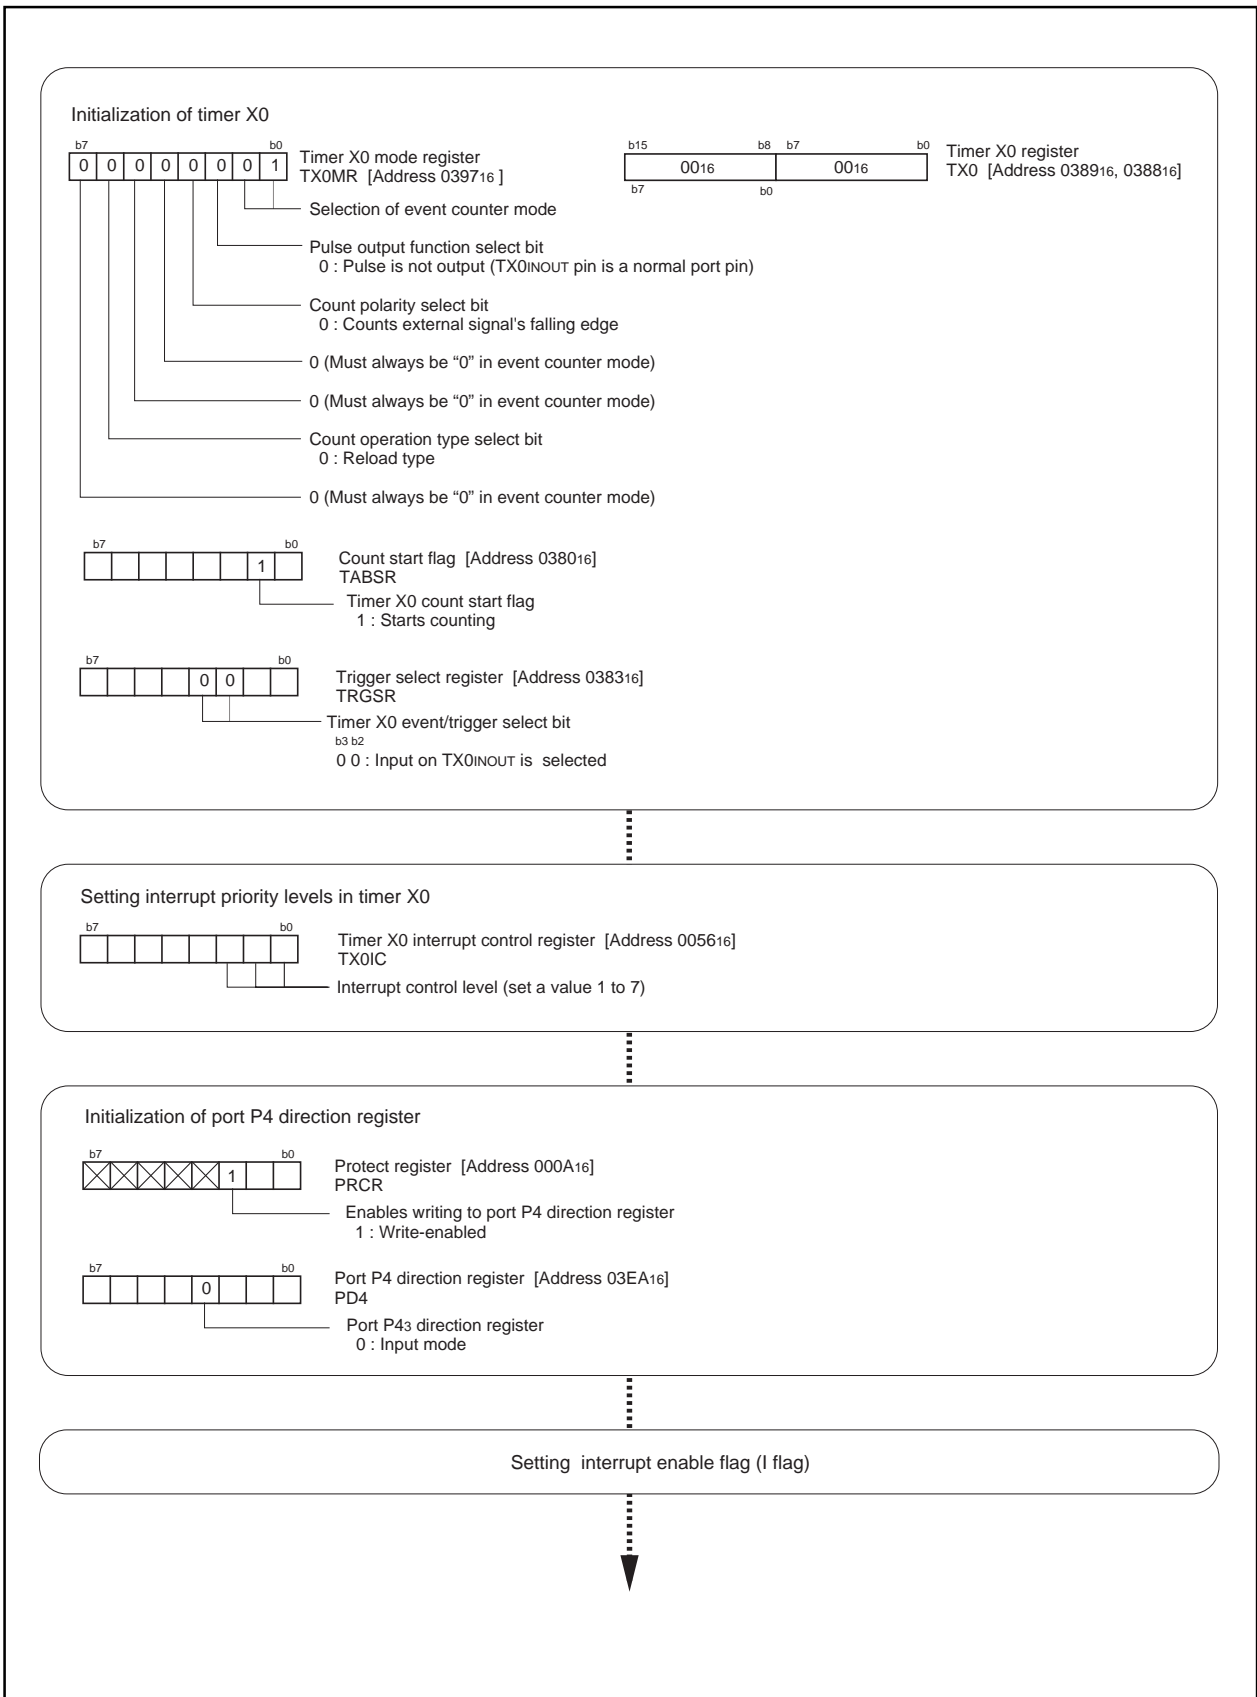 Initialization of timer X0
b7 b0
0 0 0 0 0 0 0 1
Timer X0 mode register
TX0MR [Address 039716 ]
b15 b8 b7 b0
0016 0016
b7 b0
Timer X0 register
TX0 [Address 038916, 038816]
Selection of event counter mode
Pulse output function select bit
0 : Pulse is not output (TX0INOUT pin is a normal port pin)
Count polarity select bit
0 : Counts external signal's falling edge
0 (Must always be “0” in event counter mode)
0 (Must always be “0” in event counter mode)
Count operation type select bit
0 : Reload type
0 (Must always be “0” in event counter mode)
b7 b0
1
Count start flag [Address 038016]
TABSR
Timer X0 count start flag
1 : Starts counting
b7 b0
0 0
Trigger select register [Address 038316]
TRGSR
Timer X0 event/trigger select bit
b3 b2
0 0 : Input on TX0INOUT is selected
Setting interrupt priority levels in timer X0
b7 b0
Timer X0 interrupt control register [Address 005616]
TX0IC
Interrupt control level (set a value 1 to 7)
Initialization of port P4 direction register
b7 b0
1
Protect register [Address 000A16]
PRCR
Enables writing to port P4 direction register
1 : Write-enabled
b7 b0
0
Port P4 direction register [Address 03EA16]
PD4
Port P43 direction register
0 : Input mode
Setting interrupt enable flag (I flag)